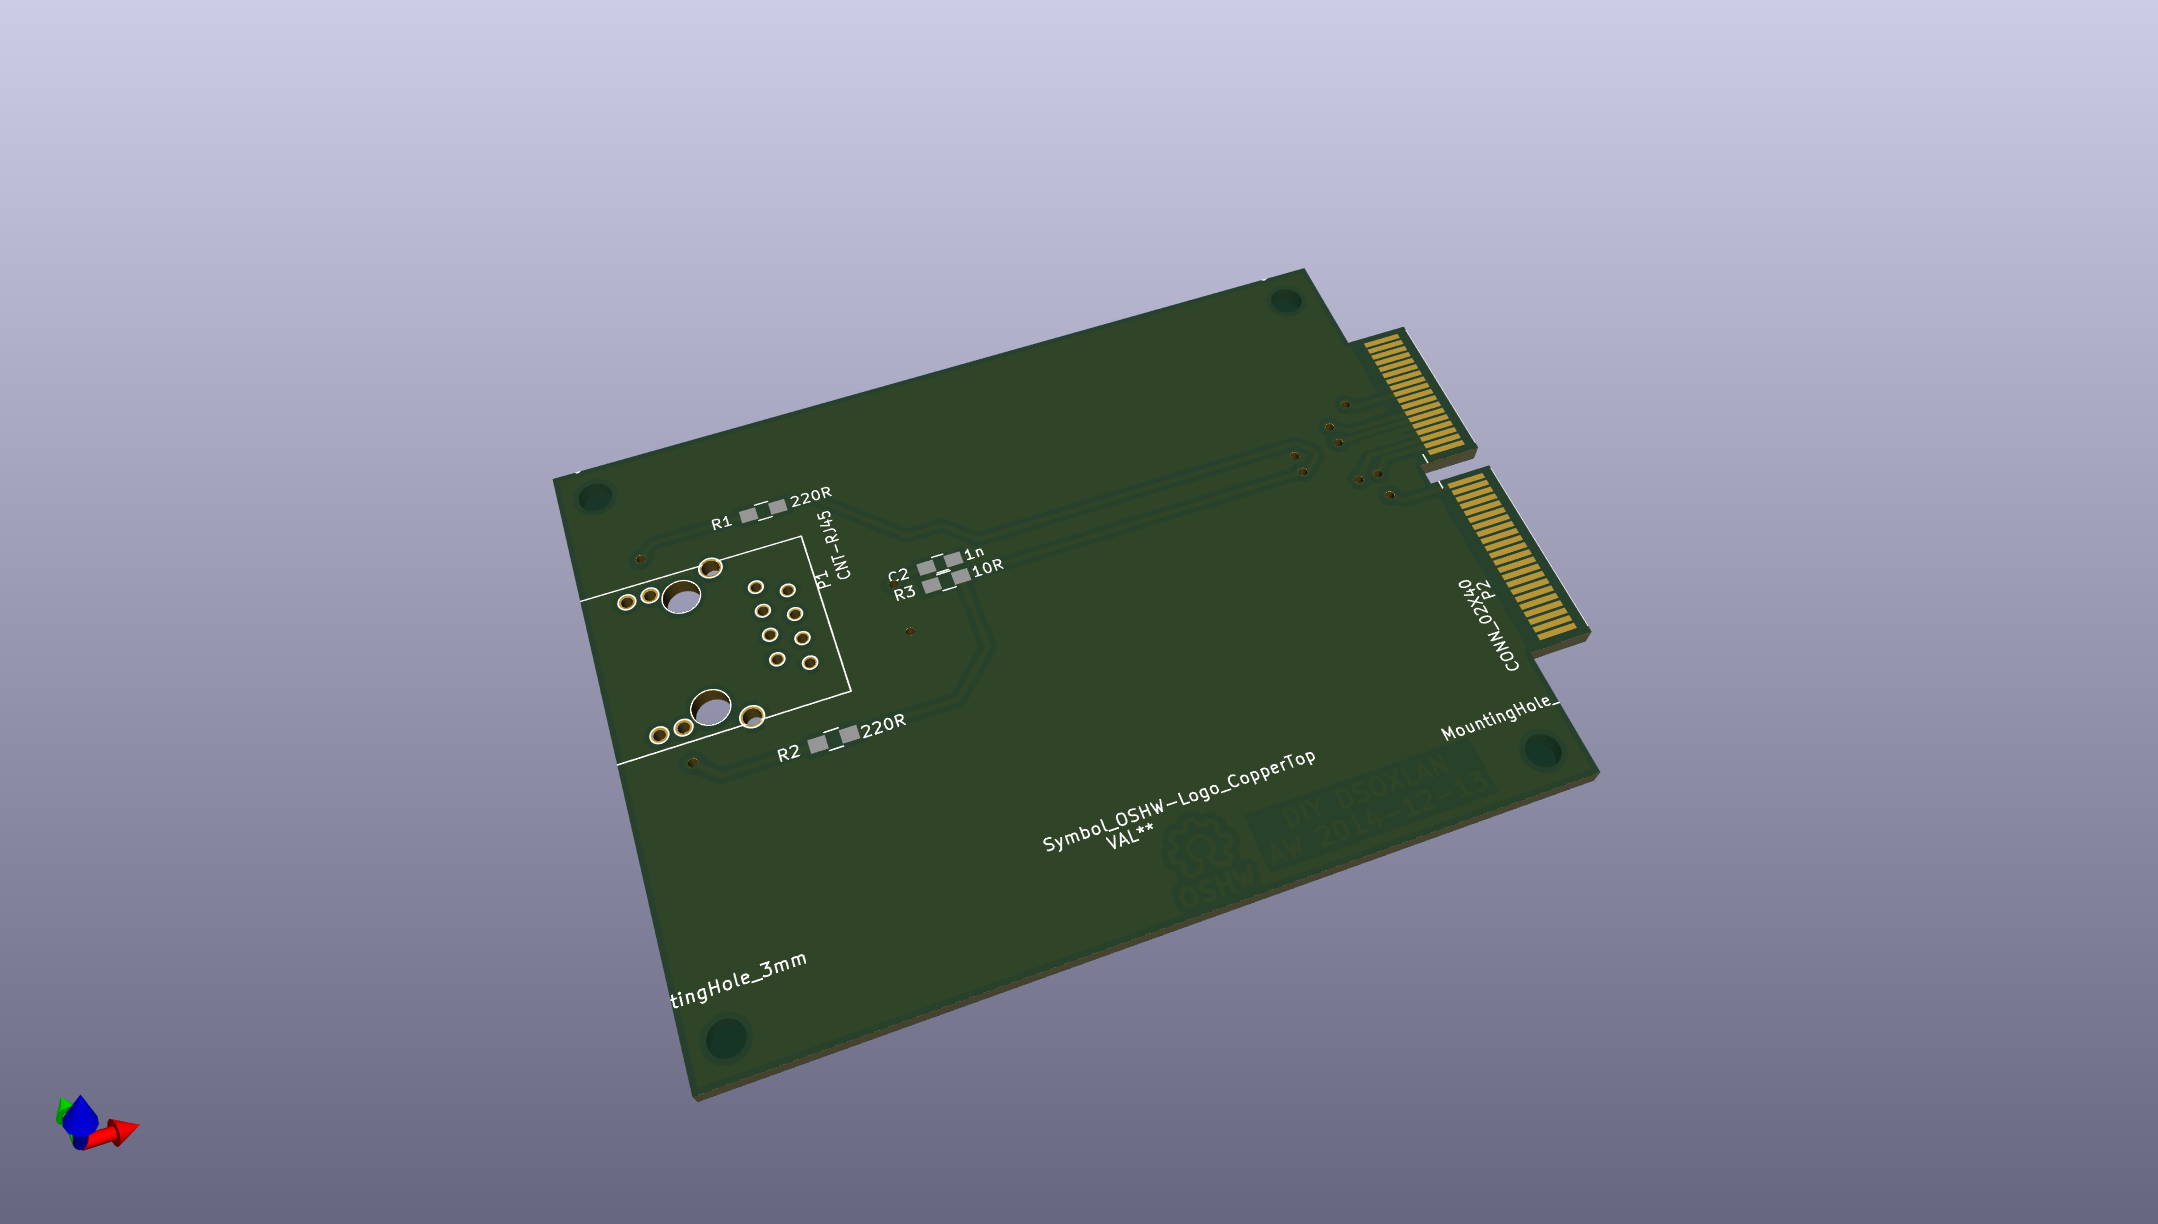 R1 220R
CNT-RJ45
P1
C2 1n
R3 10R
P2
CONN_02X40
R2 220R
MountingHole_
Symbol_OSHW-Logo_CopperTop
VAL**
DIY DSOXLAN
AW 2014-12-13
OSHW
tingHole_3mm